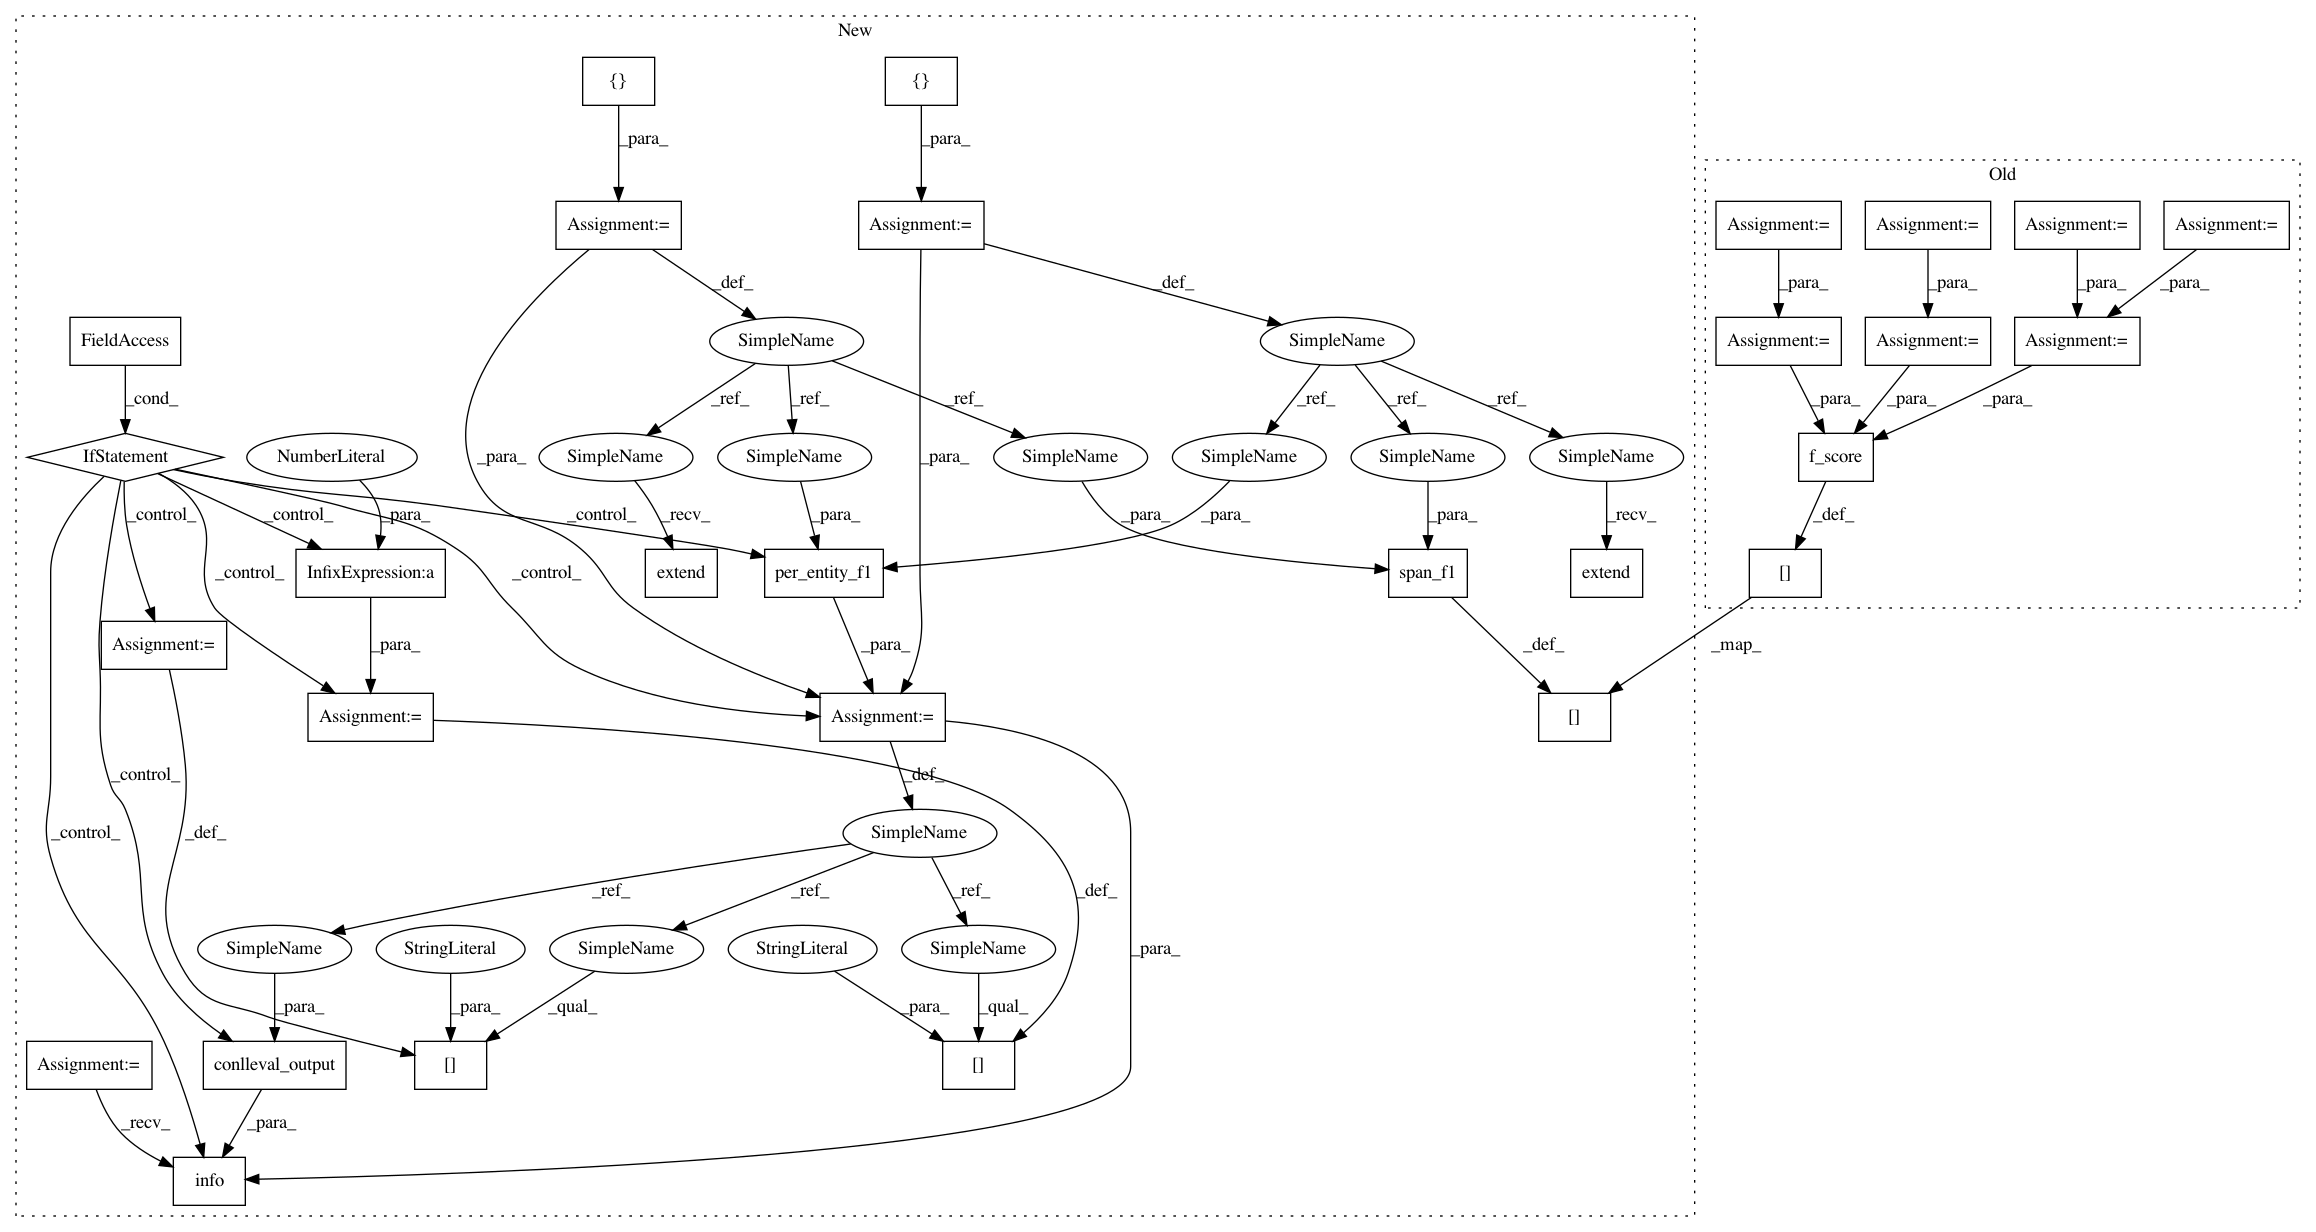 New
{}
{}
_para_
_para_
Old
Assignment:=
Assignment:=
Assignment:=
Assignment:=
Assignment:=
Assignment:=
_def_
_def_
_para_
_para_
_para_
_para_
FieldAccess
SimpleName
SimpleName
Assignment:=
Assignment:=
Assignment:=
_cond_
_ref_
_ref_
_ref_
_ref_
_ref_
_ref_
_para_
_para_
_para_
IfStatement
NumberLiteral
SimpleName
SimpleName
SimpleName
SimpleName
SimpleName
SimpleName
f_score
_para_
_para_
_control_
_control_
_para_
_control_
_recv_
_para_
_para_
_para_
_para_
_recv_
_def_
_control_
_control_
InfixExpression:a
extend
per_entity_f1
span_f1
extend
[]
Assignment:=
_para_
_para_
_def_
_map_
Assignment:=
Assignment:=
[]
_control_
_def_
_control_
_def_
SimpleName
_ref_
_ref_
_ref_
_def_
SimpleName
StringLiteral
SimpleName
StringLiteral
SimpleName
_para_
_para_
_para_
_qual_
_para_
_qual_
Assignment:=
conlleval_output
[]
[]
_recv_
_para_
info